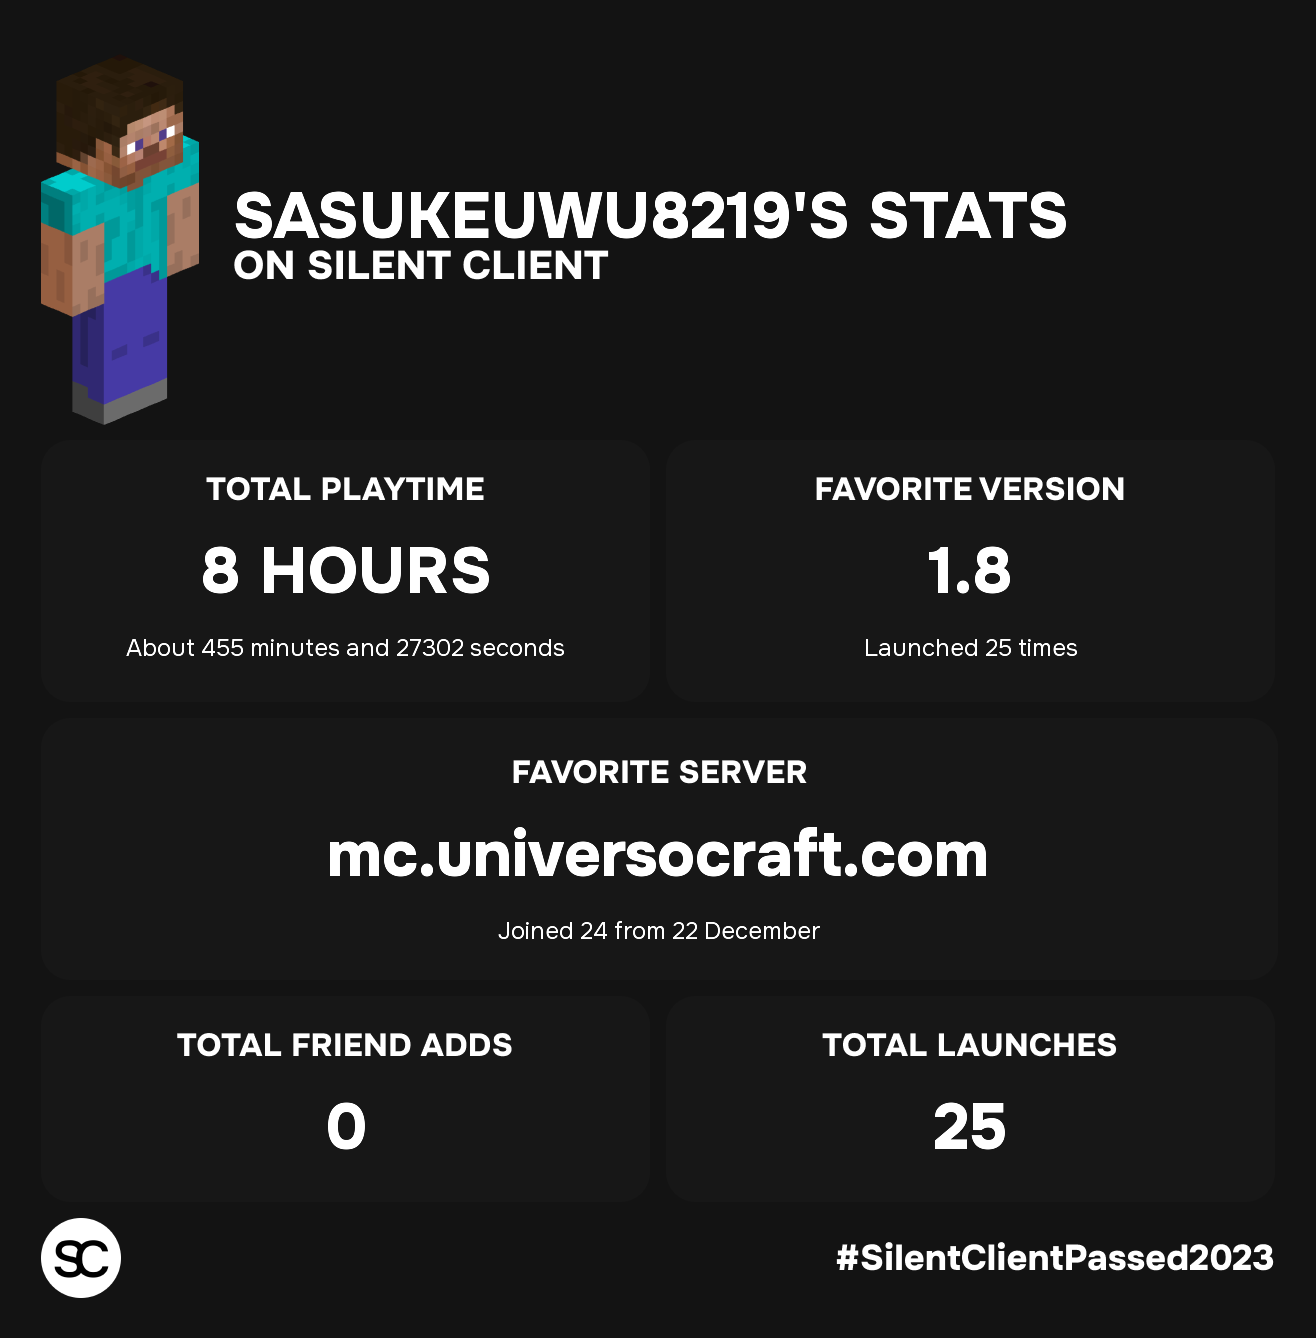 SASUKEUWU8219'S STATS
ON SILENT CLIENT
TOTAL PLAYTIME
8 HOURS
About 455 minutes and 27302 seconds
FAVORITE VERSION
1.8
Launched 25 times
FAVORITE SERVER
mc.universocraft.com
Joined 24 from 22 December
TOTAL FRIEND ADDS
0
TOTAL LAUNCHES
25
SC
#SilentClientPassed2023